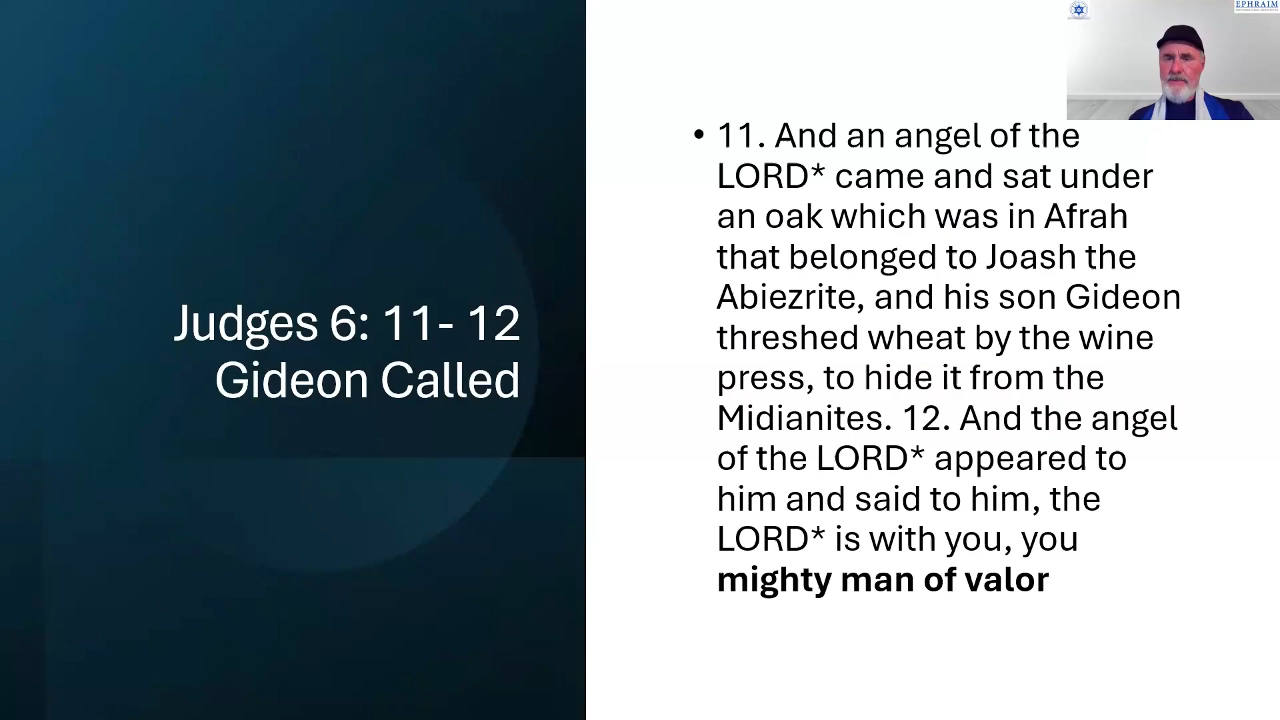 EPHRAIM
Judges 6: 11- 12
Gideon Called
• 11. And an angel of the
LORD* came and sat under
an oak which was in Afrah
that belonged to Joash the
Abiezrite, and his son Gideon
threshed wheat by the wine
press, to hide it from the
Midianites. 12. And the angel
of the LORD* appeared to
him and said to him, the
LORD* is with you, you
mighty man of valor